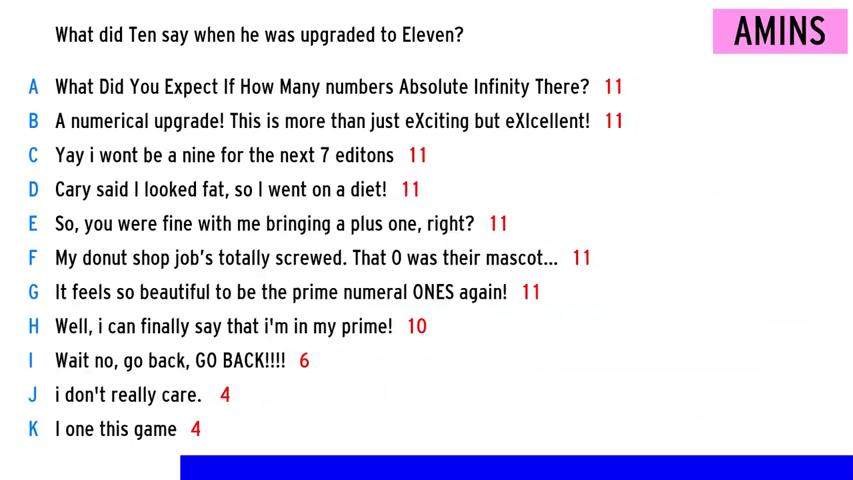 What did Ten say when he was upgraded to Eleven?
AMINS
A What Did You Expect If How Many numbers Absolute Infinity There? 11
B A numerical upgrade! This is more than just eXciting but eXIcellent! 11
C Yay i wont be a nine for the next 7 editons 11
D Cary said I looked fat, so I went on a diet! 11
E So, you were fine with me bringing a plus one, right? 11
F My donut shop job's totally screwed. That 0 was their mascot... 11
G It feels so beautiful to be the prime numeral ONES again! 11
H Well, i can finally say that i'm in my prime! 10
I Wait no, go back, GO BACK!!!! 6
J i don't really care. 4
K I one this game 4